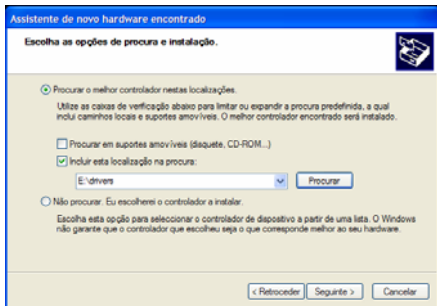 Assistente de novo hardware encontrado
Escolha as opções de procura e instalação.
Procurar o melhor controlador nestas localizações.
Utilize as caixas de verificação abaixo para limitar ou expandir a procura predefinida, a qual
inclui caminhos locais e suportes amovíveis. O melhor controlador encontrado será instalado.
Procurar em suportes amovíveis (disquete, CD-ROM...)
Incluir esta localização na procura:
E:\drivers
Procurar
Não procurar. Eu escolherei o controlador a instalar.
Escolha esta opção para seleccionar o controlador de dispositivo a partir de uma lista. O Windows
não garante que o controlador que escolheu seja o que corresponde melhor ao seu hardware.
< Retroceder Seguinte > Cancelar